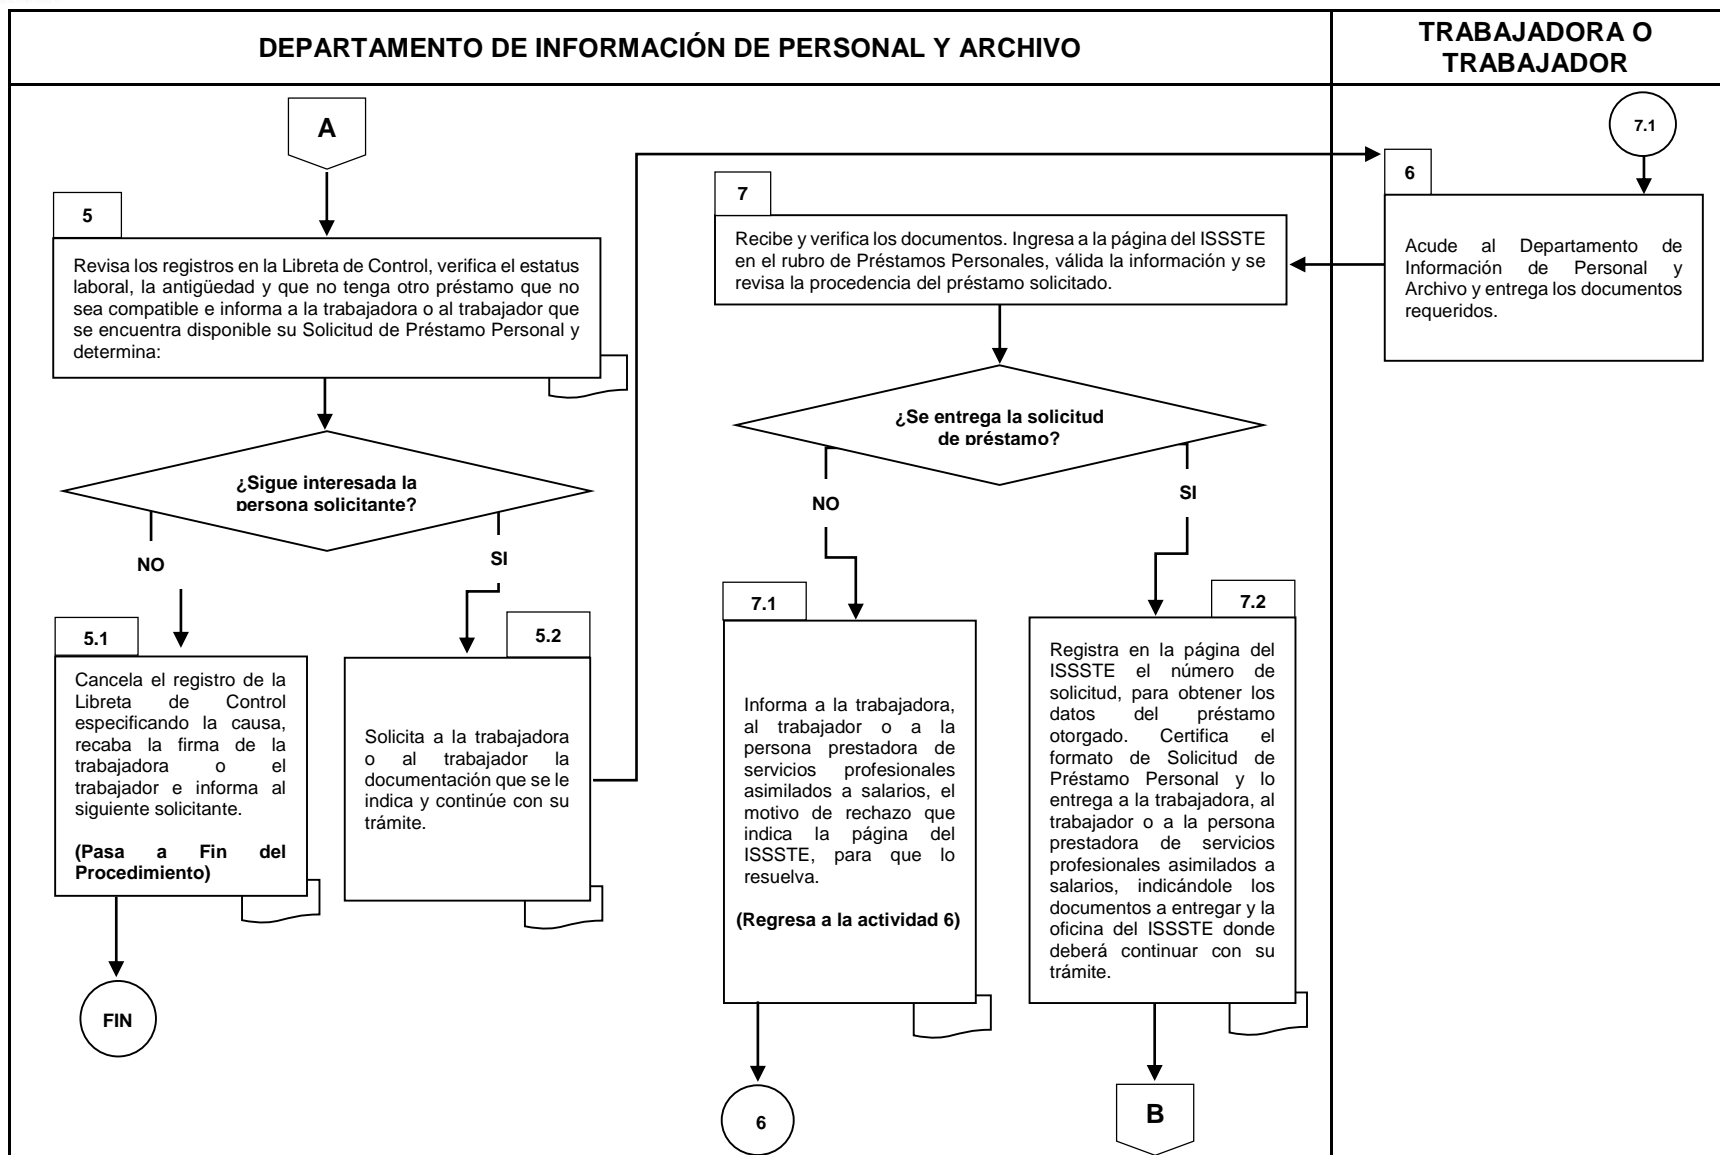 DEPARTAMENTO DE INFORMACIÓN DE PERSONAL Y ARCHIVO
TRABAJADORA O
TRABAJADOR
A
5
Revisa los registros en la Libreta de Control, verifica el estatus
laboral, la antigüedad y que no tenga otro préstamo que no
sea compatible e informa a la trabajadora o al trabajador que
se encuentra disponible su Solicitud de Préstamo Personal y
determina:
¿Sigue interesada la
persona solicitante?
NO
SI
5.1
Cancela el registro de la
Libreta de Control
especificando la causa,
recaba la firma de la
trabajadora o el
trabajador e informa al
siguiente solicitante.
(Pasa a Fin del
Procedimiento)
FIN
5.2
Solicita a la trabajadora
o al trabajador la
documentación que se le
indica y continúe con su
trámite.
7.1
6
Acude al Departamento de
Información de Personal y
Archivo y entrega los documentos
requeridos.
7
Recibe y verifica los documentos. Ingresa a la página del ISSSTE
en el rubro de Préstamos Personales, válida la información y se
revisa la procedencia del préstamo solicitado.
¿Se entrega la solicitud
de préstamo?
NO
SI
7.1
Informa a la trabajadora,
al trabajador o a la
persona prestadora de
servicios profesionales
asimilados a salarios, el
motivo de rechazo que
indica la página del
ISSSTE, para que lo
resuelva.
(Regresa a la actividad 6)
6
7.2
Registra en la página del
ISSSTE el número de
solicitud, para obtener los
datos del préstamo
otorgado. Certifica el
formato de Solicitud de
Préstamo Personal y lo
entrega a la trabajadora, al
trabajador o a la persona
prestadora de servicios
profesionales asimilados a
salarios, indicándole los
documentos a entregar y la
oficina del ISSSTE donde
deberá continuar con su
trámite.
B